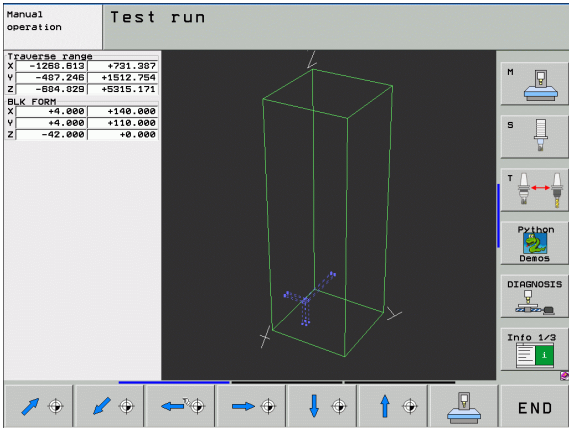 Manual
operation
Test run
Traverse range
X -1268.613 +731.387
Y -487.246 +1512.754
Z -684.829 +5315.171
BLK FORM
X +4.000 +140.000
Y +4.000 +110.000
Z -42.000 +0.000
M
S
T
Python
Demos
DIAGNOSIS
Info 1/3
i
Z
X
Y
END